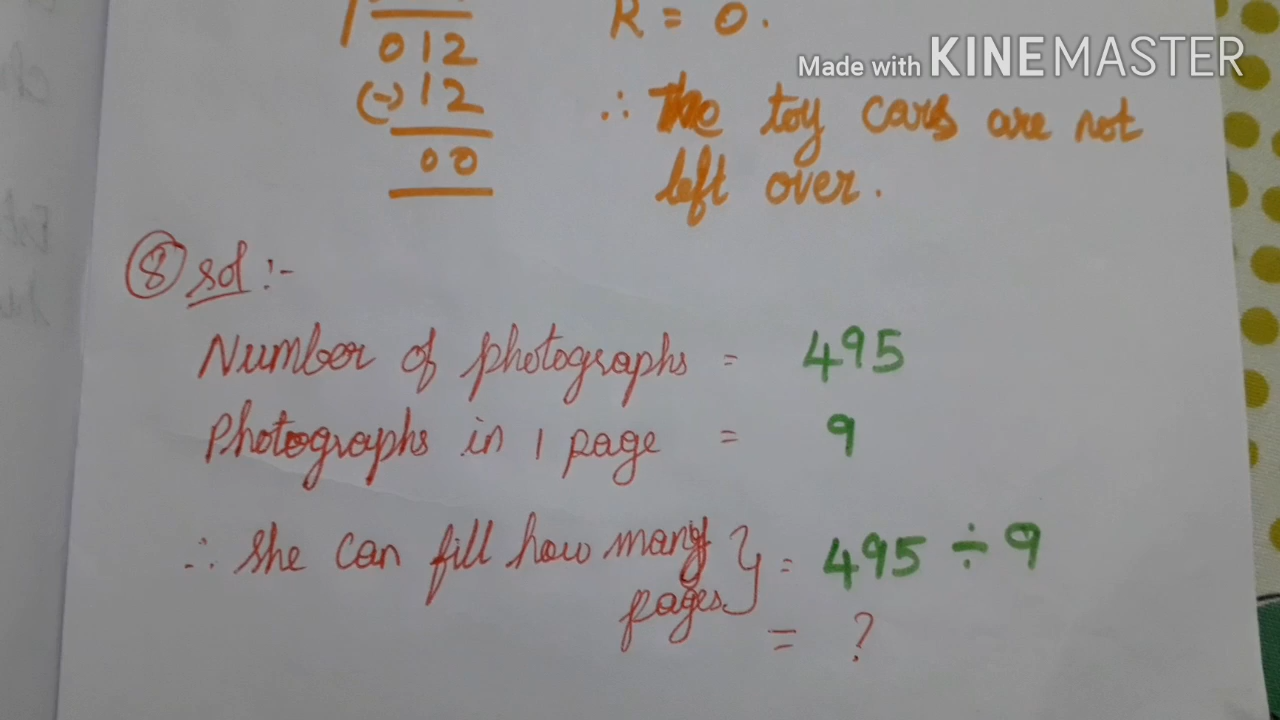 R = 0.
012
(-) 12
00
∴ The toy cars are not
left over.
Made with KINEMASTER
8 sol :-
Number of photographs = 495
Photographs in 1 page = 9
∴ she can fill how many
pages } = 495 ÷ 9
= ?